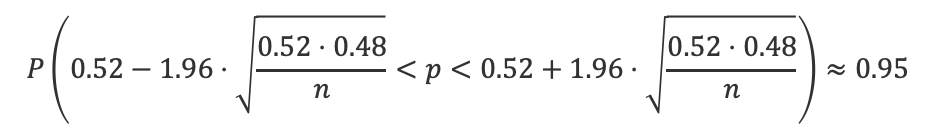 P(0.52 − 1.96 · √(0.52 · 0.48 / n) < p < 0.52 + 1.96 · √(0.52 · 0.48 / n)) ≈ 0.95